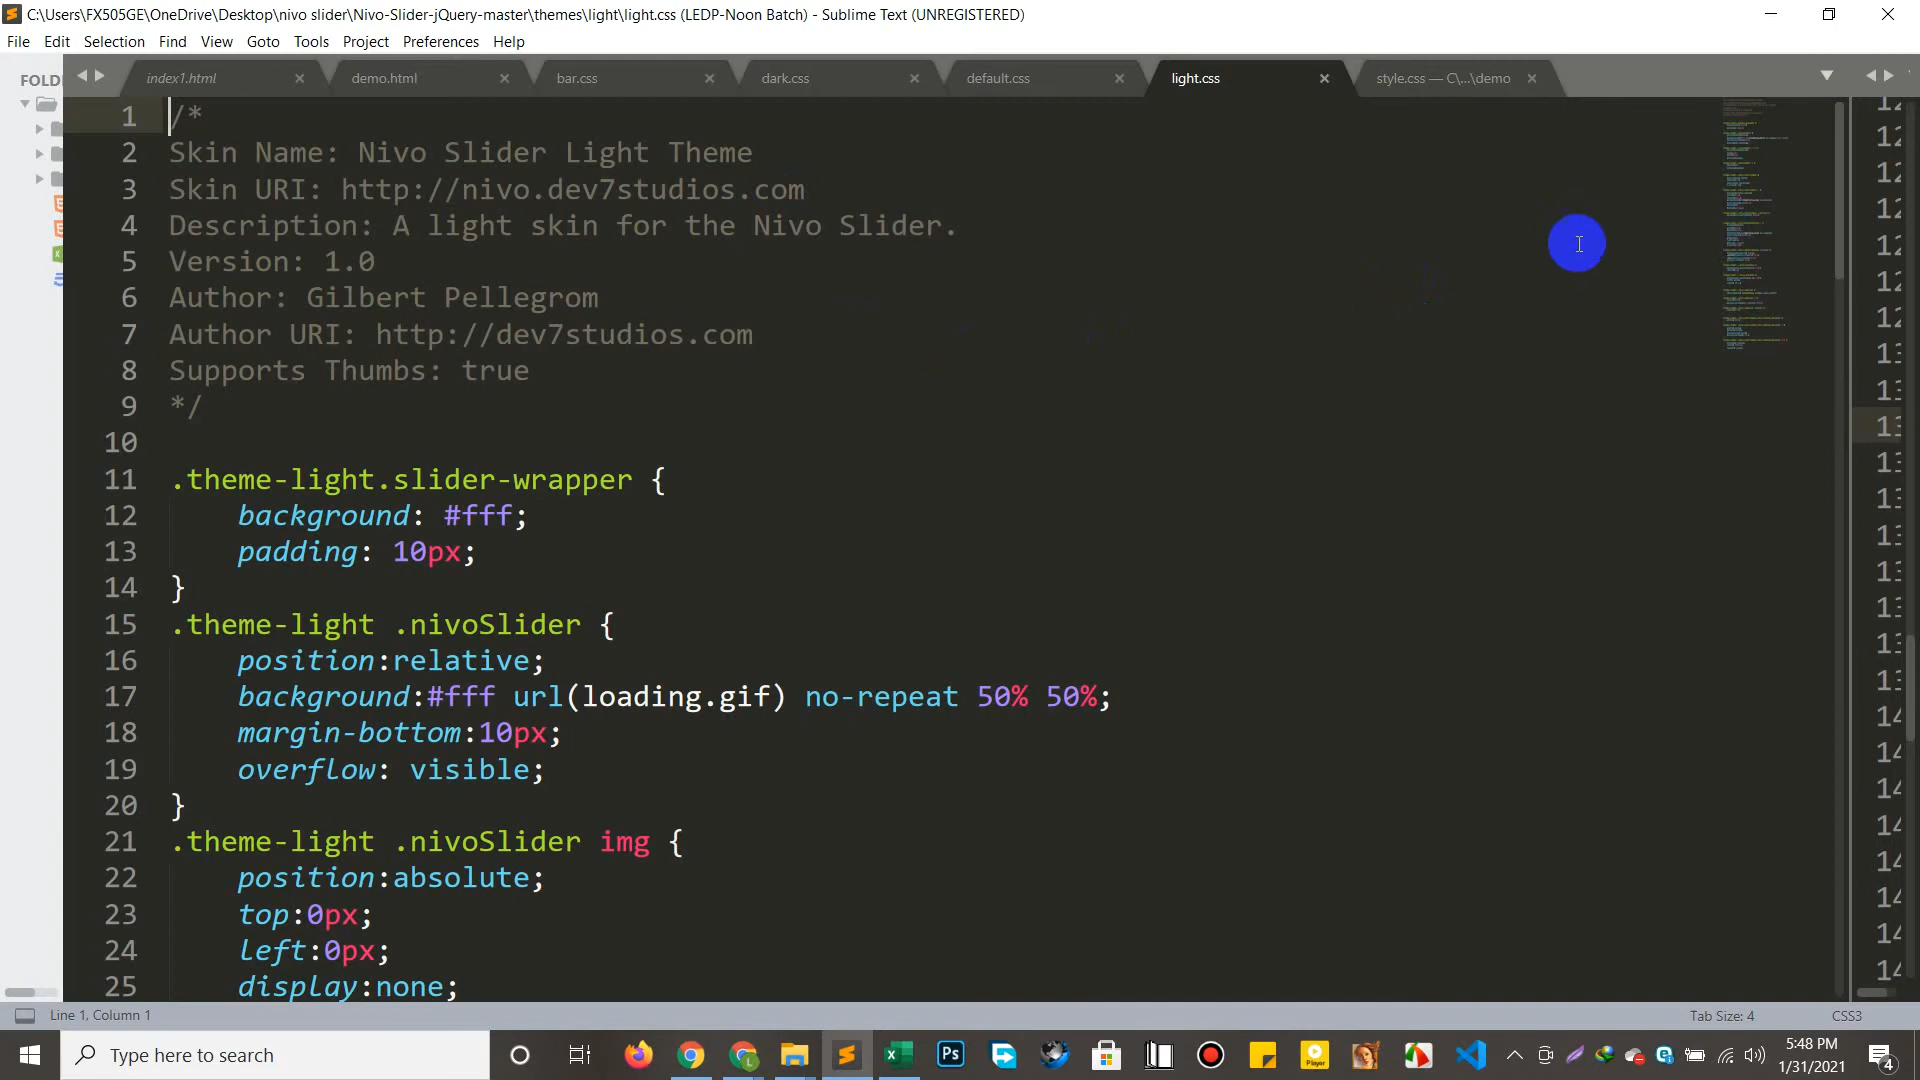 C:\Users\FX505GE\OneDrive\Desktop\nivo slider\Nivo-Slider-jQuery-master\themes\light\light.css (LEDP-Noon Batch) - Sublime Text (UNREGISTERED)
File Edit Selection Find View Goto Tools Project Preferences Help
FOLD
index1.html demo.html bar.css dark.css default.css light.css style.css — C\...\demo
1 /*
2 Skin Name: Nivo Slider Light Theme
3 Skin URI: http://nivo.dev7studios.com
4 Description: A light skin for the Nivo Slider.
5 Version: 1.0
6 Author: Gilbert Pellegrom
7 Author URI: http://dev7studios.com
8 Supports Thumbs: true
9 */
10
11 .theme-light.slider-wrapper {
12 background: #fff;
13 padding: 10px;
14 }
15 .theme-light .nivoSlider {
16 position:relative;
17 background:#fff url(loading.gif) no-repeat 50% 50%;
18 margin-bottom:10px;
19 overflow: visible;
20 }
21 .theme-light .nivoSlider img {
22 position:absolute;
23 top:0px;
24 left:0px;
25 display:none;
Line 1, Column 1
Tab Size: 4 CSS3
Type here to search
Ps
Player
5:48 PM
1/31/2021
4